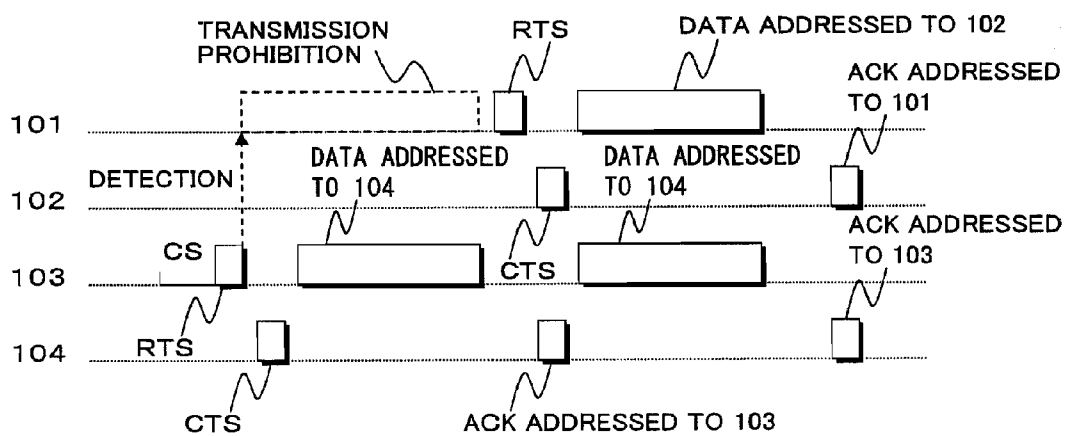 TRANSMISSION
PROHIBITION
RTS
DATA ADDRESSED TO 102
ACK ADDRESSED
TO 101
101
DETECTION
DATA ADDRESSED
TO 104
DATA ADDRESSED
TO 104
102
ACK ADDRESSED
TO 103
CS
CTS
103
RTS
104
CTS
ACK ADDRESSED TO 103